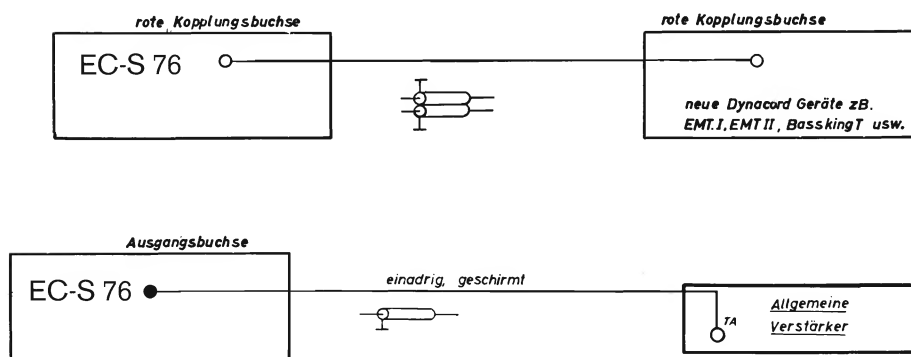 rote Kopplungsbuchse
rote Kopplungsbuchse
EC-S 76
neue Dynacord Geräte zB.
EMT.I, EMT II, BasskingT usw.
Ausgangsbuchse
EC-S 76
einadrig, geschirmt
Allgemeine
TA
Verstärker